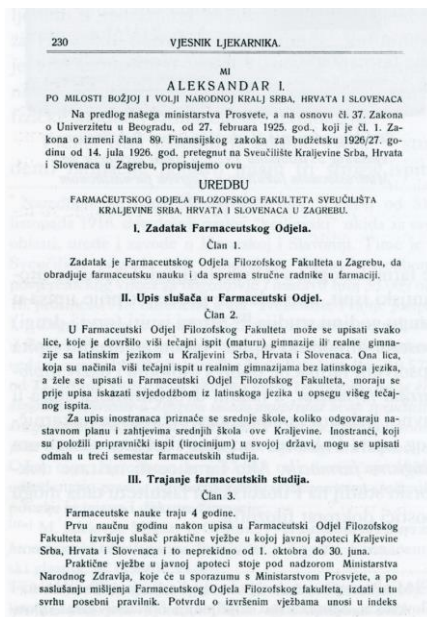 230 VJESNIK LJEKARNIKA.
MI
ALEKSANDAR I.
PO MILOSTI BOŽJOJ I VOLJI NARODNOJ KRALJ SRBA, HRVATA I SLOVENACA
Na predlog našega ministarstva Prosvete, a na osnovu čl. 37. Zakona
o Univerzitetu u Beogradu, od 27. februara 1925. god., koji je čl. 1. Za-
kona o izmeni člana 89. Finansijskog zakoka za budžetsku 1926/27. go-
dinu od 14. jula 1926. god. pretegnut na Sveučilište Kraljevine Srba, Hrvata
i Slovenaca u Zagrebu, propisujemo ovu
UREDBU
FARMACEUTSKOG ODJELA FILOZOFSKOG FAKULTETA SVEUČILIŠTA
KRALJEVINE SRBA, HRVATA I SLOVENACA U ZAGREBU.
I. Zadatak Farmaceutskog Odjela.
Član 1.
Zadatak je Farmaceutskog Odjela Filozofskog Fakulteta u Zagrebu, da
obradjuje farmaceutsku nauku i da sprema stručne radnike u farmaciji.
II. Upis slušača u Farmaceutski Odjel.
Član 2.
U Farmaceutski Odjel Filozofskog Fakulteta može se upisati svako
lice, koje je dovršilo viši tečajni ispit (maturu) gimnazije ili realne gimna-
zije sa latinskim jezikom u Kraljevini Srba, Hrvata i Slovenaca. Ona lica,
koja su načinila viši tečajni ispit u realnim gimnazijama bez latinskoga jezika,
a žele se upisati u Farmaceutski Odjel Filozofskog Fakulteta, moraju se
prije upisa iskazati svjedodžbom iz latinskoga jezika u opsegu višeg tečaj-
nog ispita.
Za upis inostranaca priznaće se srednje škole, koliko odgovaraju na-
stavnom planu i zahtjevima srednjih škola ove Kraljevine. Inostranci, koji
su položili pripravnički ispit (tirocinijum) u svojoj državi, mogu se upisati
odmah u treći semestar farmaceutskih studija.
III. Trajanje farmaceutskih studija.
Član 3.
Farmaceutske nauke traju 4 godine.
Prvu naučnu godinu nakon upisa u Farmaceutski Odjel Filozofskog
Fakulteta izvršuje slušač praktične vježbe u kojoj javnoj apoteci Kraljevine
Srba, Hrvata i Slovenaca i to neprekidno od 1. oktobra do 30. juna.
Praktične vježbe u javnoj apoteci stoje pod nadzorom Ministarstva
Narodnog Zdravlja, koje će u sporazumu s Ministarstvom Prosvjete, a po
saslušanju mišljenja Farmaceutskog Odjela Filozofskog fakulteta, izdati u tu
svrhu posebni pravilnik. Potvrdu o izvršenim vježbama unosi u indeks